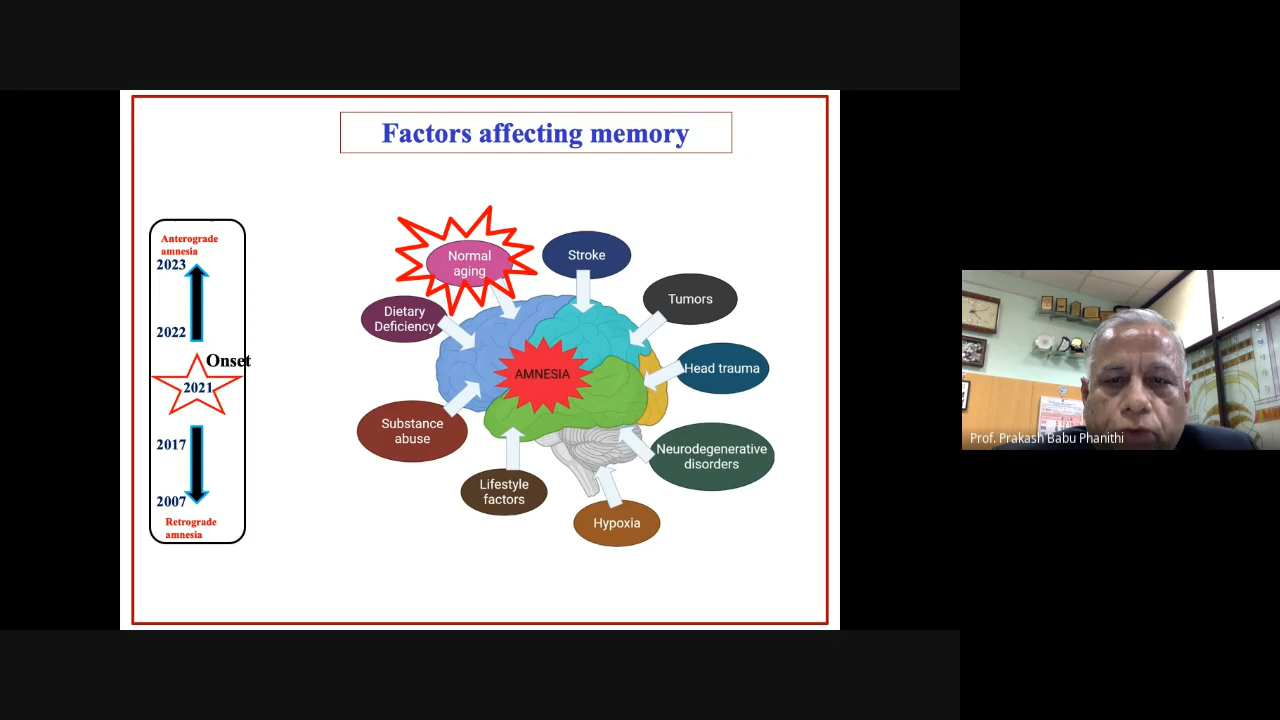 Factors affecting memory
Anterograde
amnesia
2023
2022
Onset
2021
2017
2007
Retrograde
amnesia
Normal
aging
Stroke
Tumors
Dietary
Deficiency
Head trauma
AMNESIA
Substance
abuse
Neurodegenerative
disorders
Lifestyle
factors
Hypoxia
Prof. Prakash Babu Phanithi